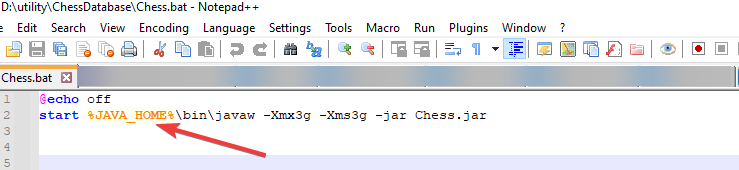 D:\utility\ChessDatabase\Chess.bat - Notepad++
Edit Search View Encoding Language Settings Tools Macro Run Plugins Window ?
Chess.bat
1 @echo off
2 start %JAVA_HOME%\bin\javaw -Xmx3g -Xms3g -jar Chess.jar
3
4
5